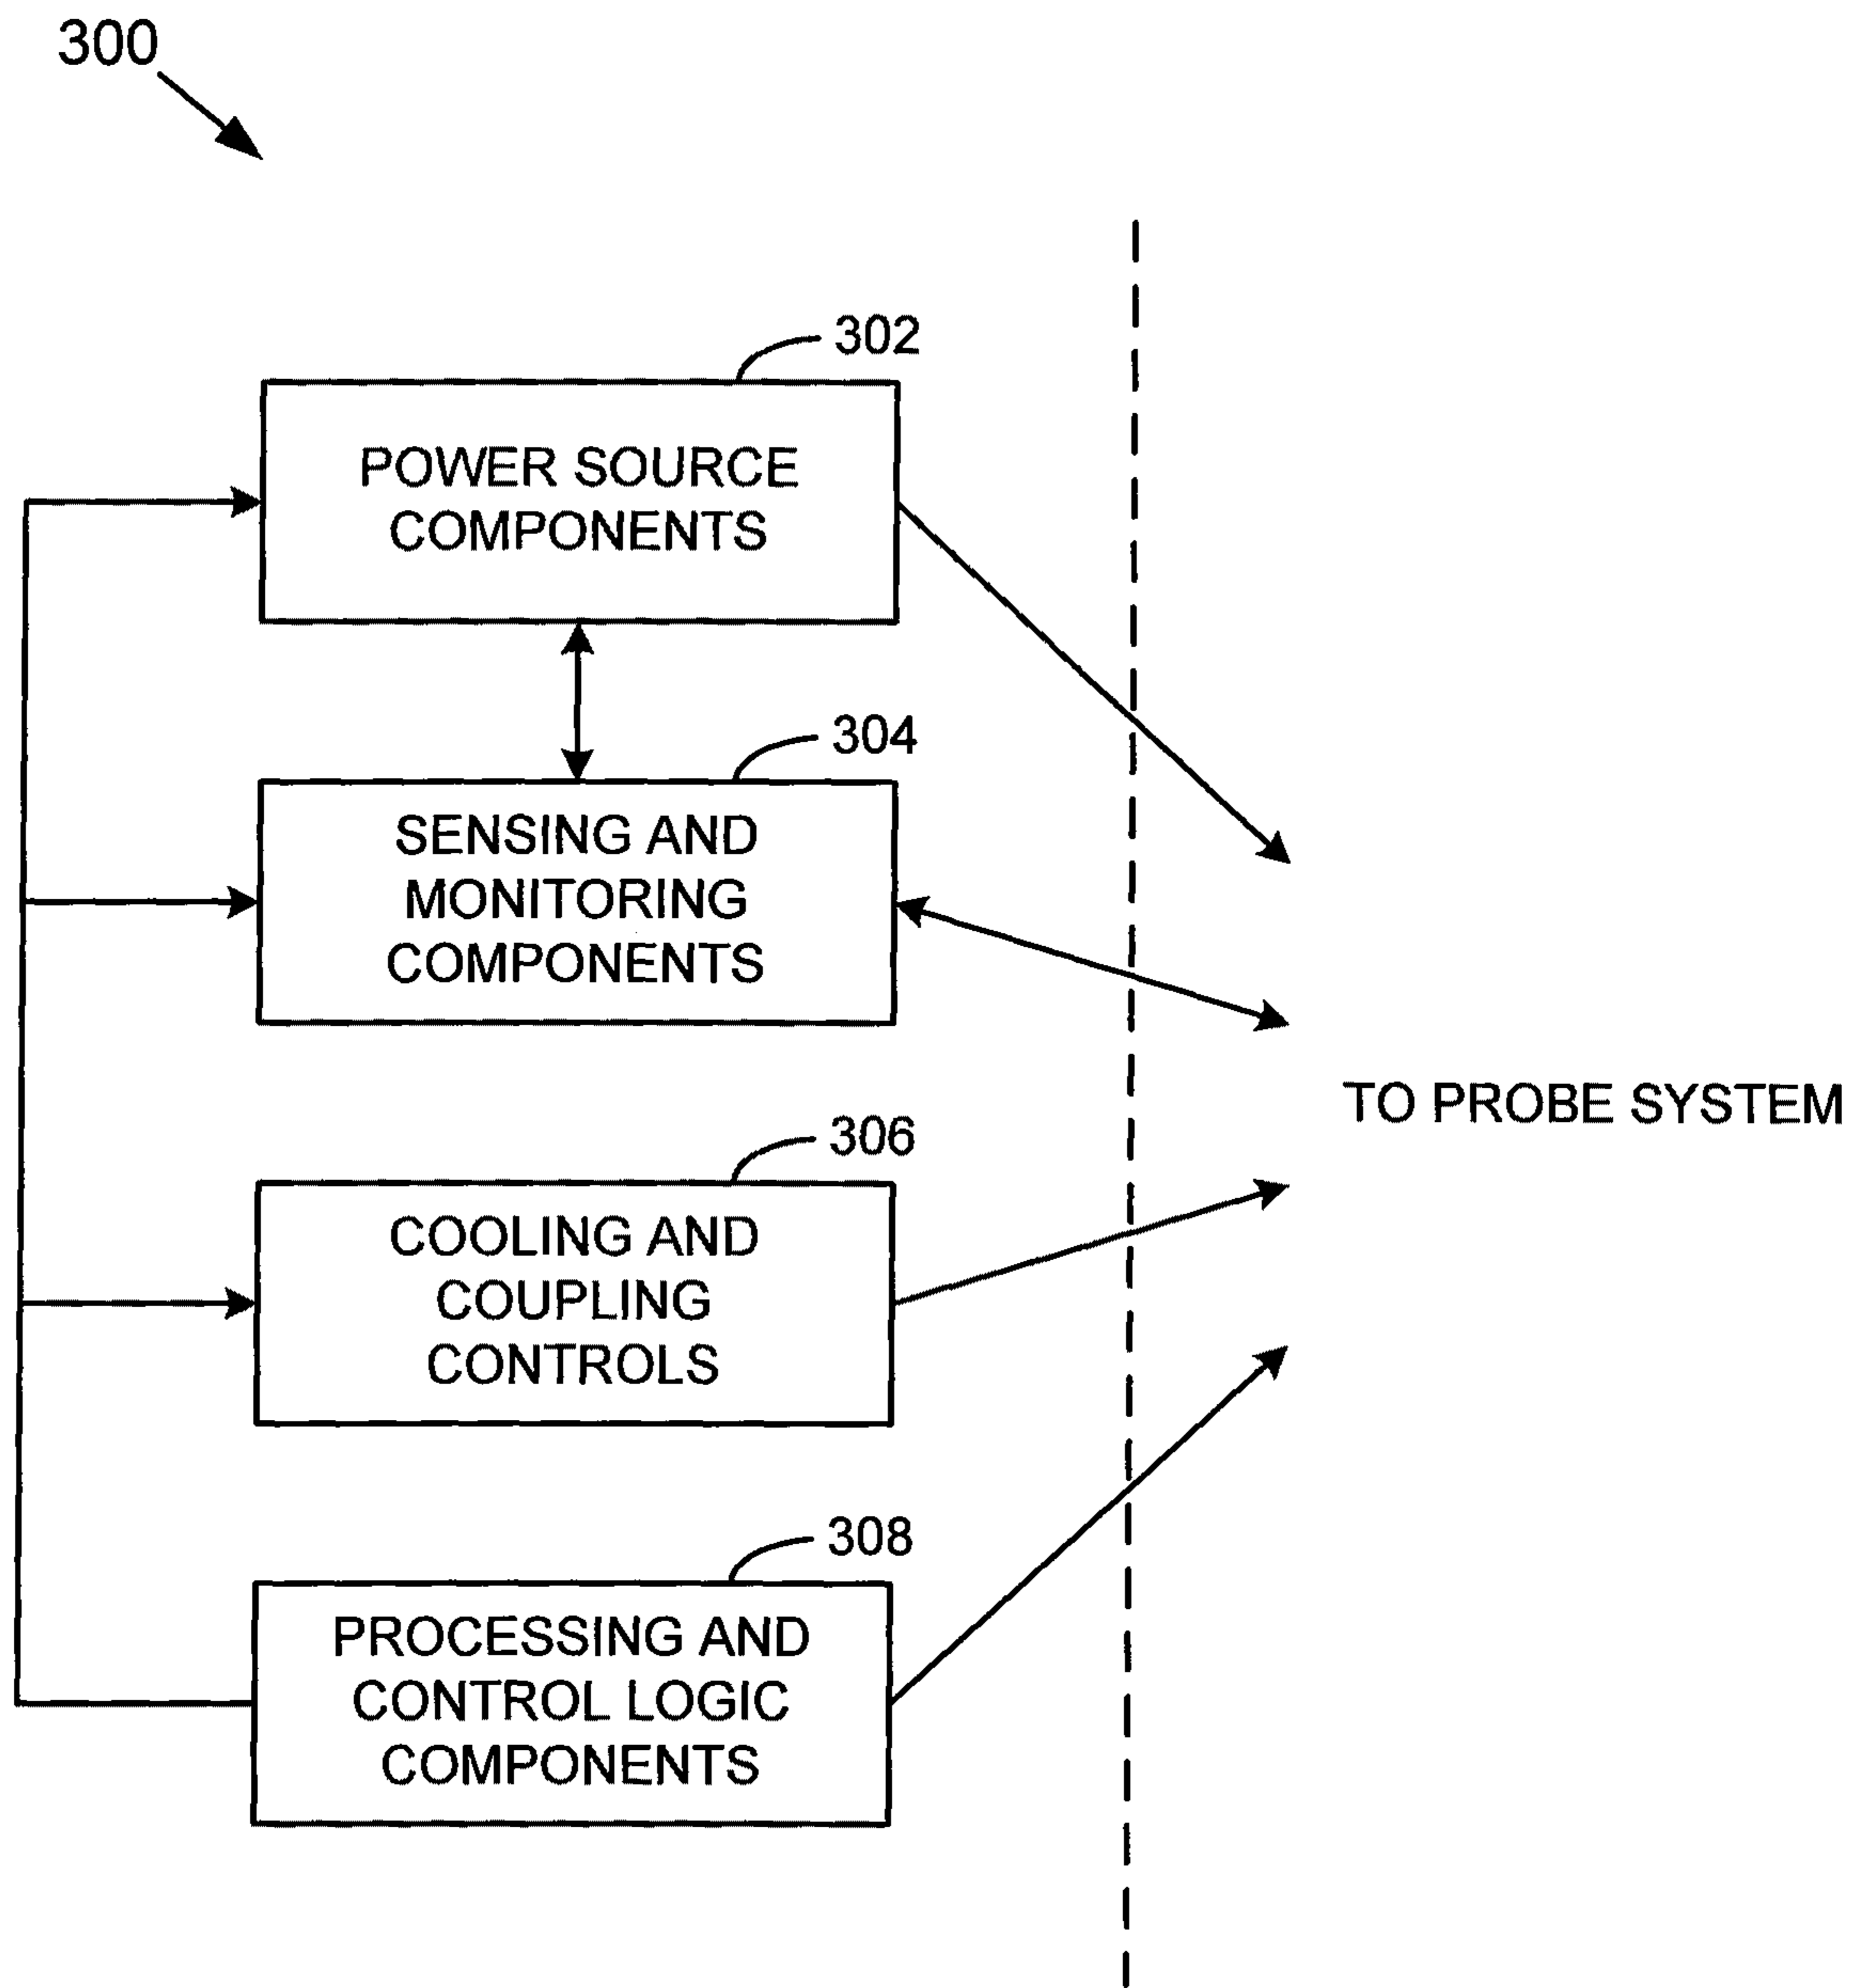 300
302
POWER SOURCE
COMPONENTS
304
SENSING AND
MONITORING
COMPONENTS
TO PROBE SYSTEM
306
COOLING AND
COUPLING
CONTROLS
308
PROCESSING AND
CONTROL LOGIC
COMPONENTS